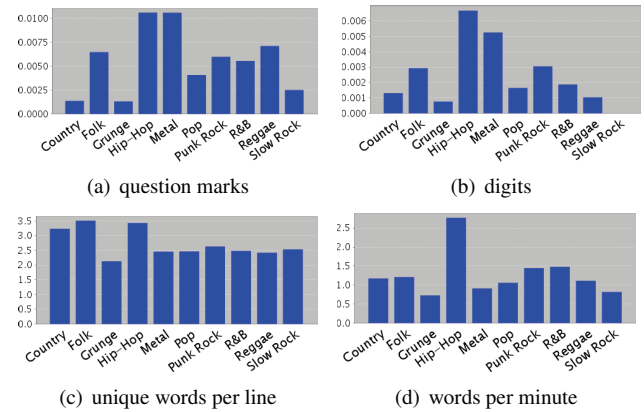 0.0100
0.0075
0.0050
0.0025
0.0000
Country
Folk
Grunge
Hip-Hop
Metal
Pop
Punk Rock
R&B
Reggae
Slow Rock
(a) question marks
0.006
0.005
0.004
0.003
0.002
0.001
0.000
Country
Folk
Grunge
Hip-Hop
Metal
Pop
Punk Rock
R&B
Reggae
Slow Rock
(b) digits
3.5
3.0
2.5
2.0
1.5
1.0
0.5
0.0
Country
Folk
Grunge
Hip-Hop
Metal
Pop
Punk Rock
R&B
Reggae
Slow Rock
(c) unique words per line
2.5
2.0
1.5
1.0
0.5
0.0
Country
Folk
Grunge
Hip-Hop
Metal
Pop
Punk Rock
R&B
Reggae
Slow Rock
(d) words per minute